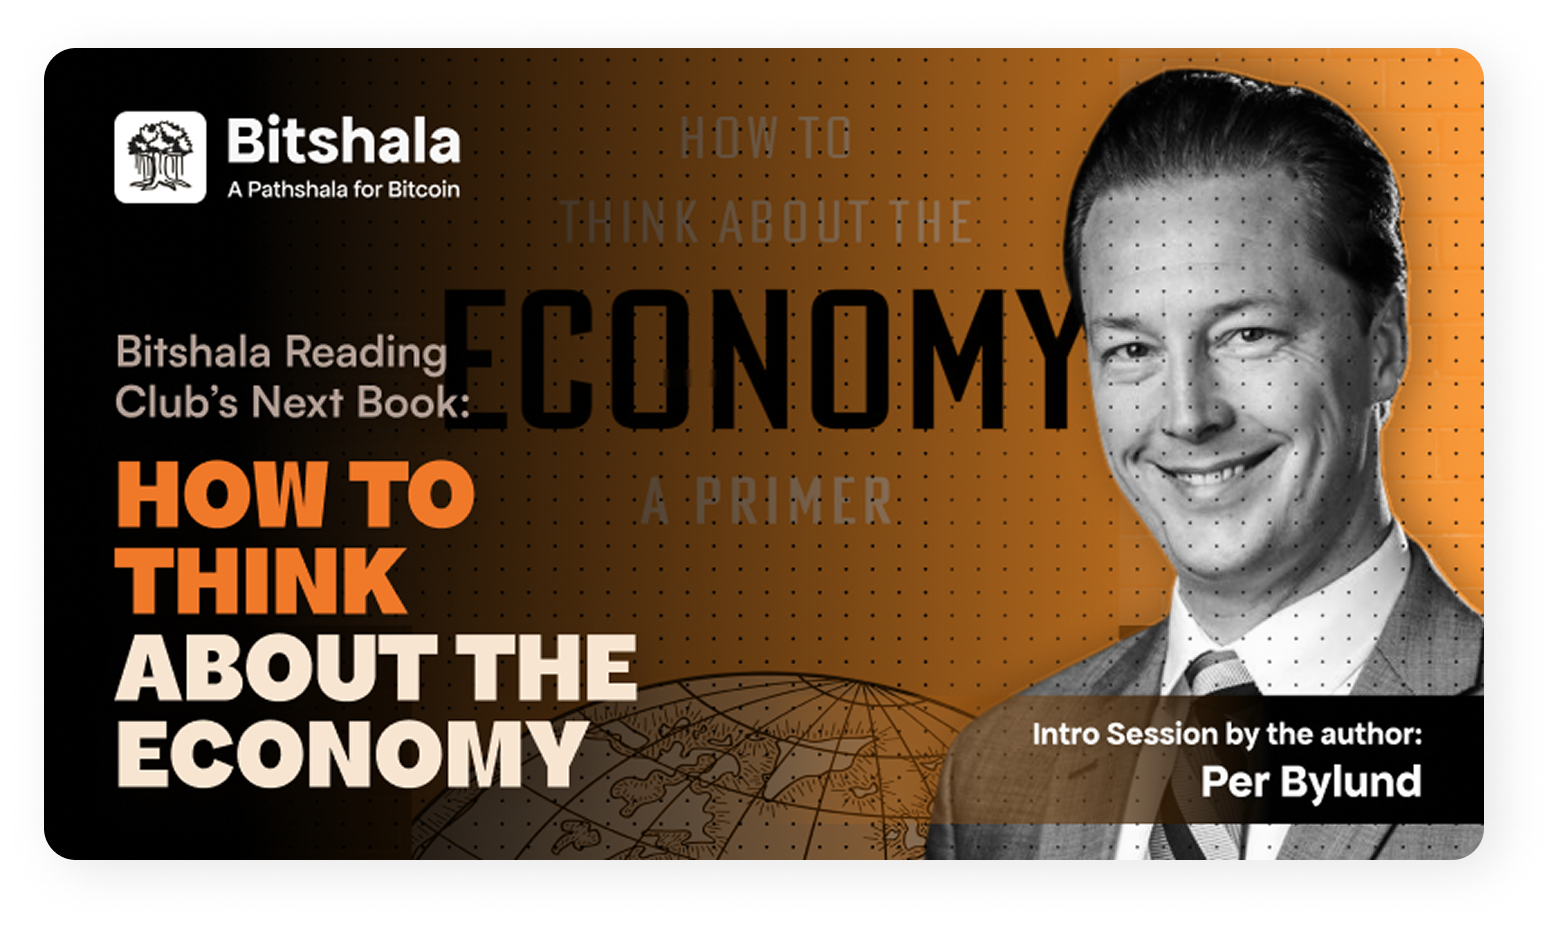 Bitshala
A Pathshala for Bitcoin
HOW TO
THINK ABOUT THE
ECONOMY
A PRIMER
Bitshala Reading
Club’s Next Book:
HOW TO
THINK
ABOUT THE
ECONOMY
Intro Session by the author:
Per Bylund